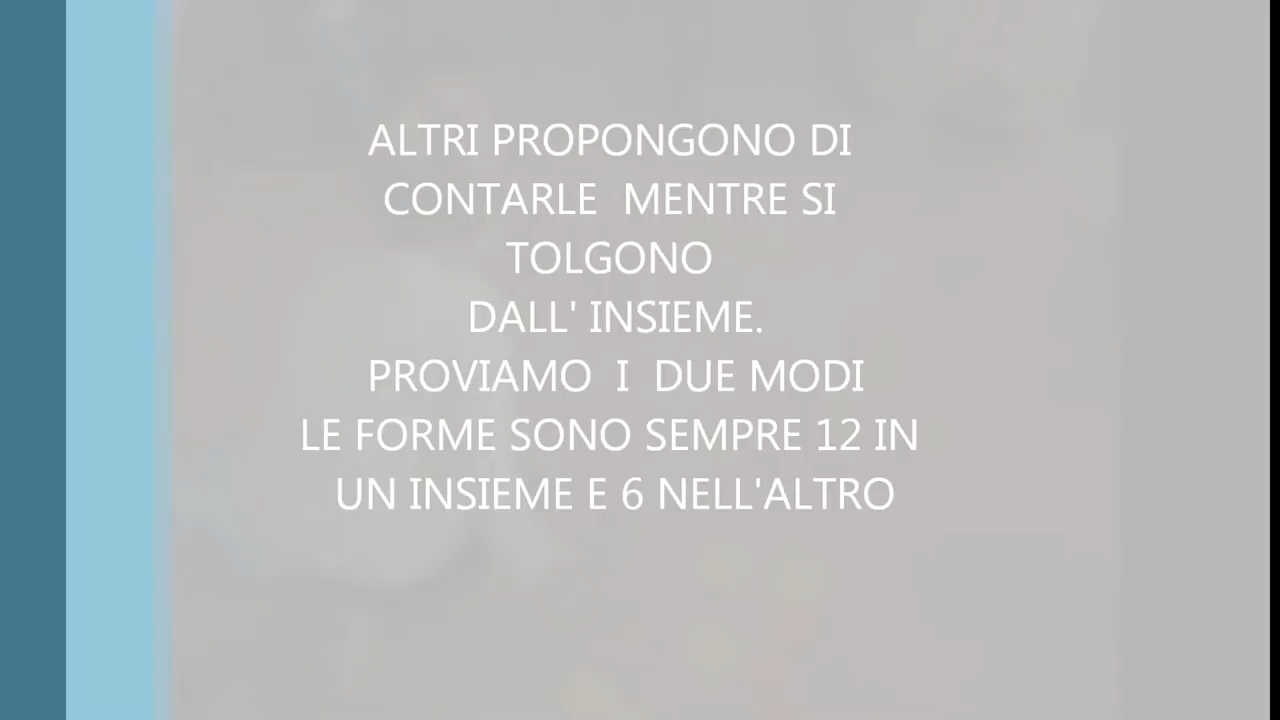 ALTRI PROPONGONO DI
CONTARLE  MENTRE SI
TOLGONO
DALL' INSIEME.
PROVIAMO  I  DUE MODI
LE FORME SONO SEMPRE 12 IN
UN INSIEME E 6 NELL'ALTRO